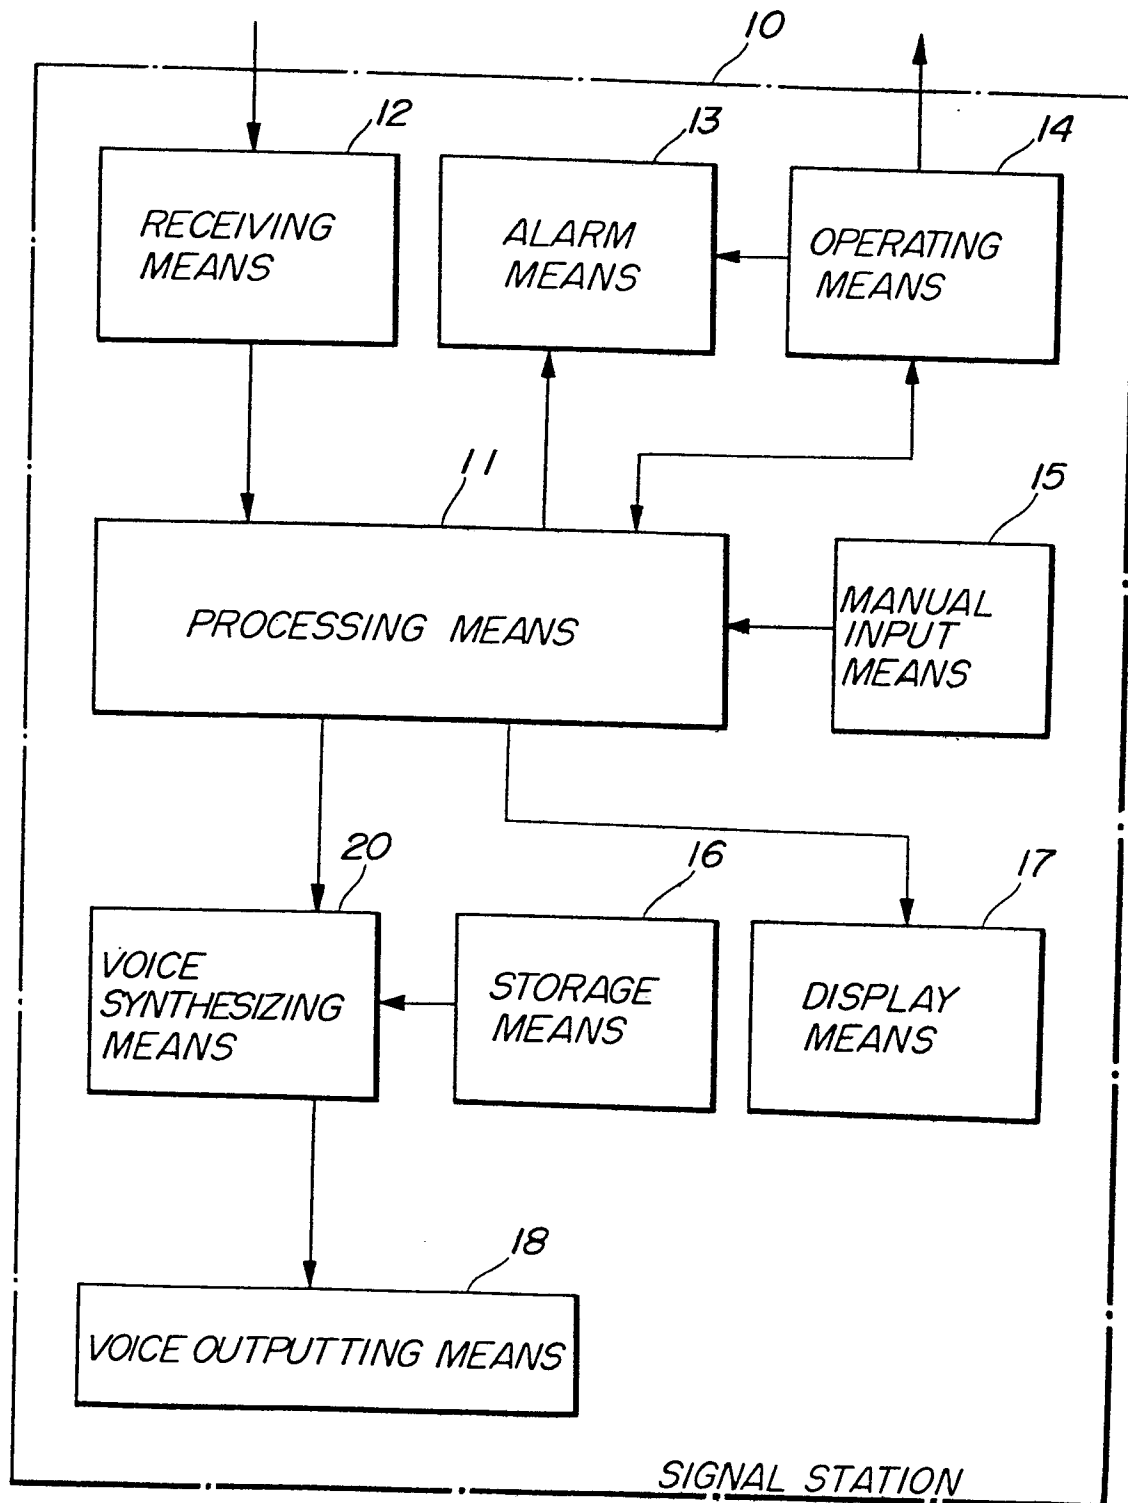 10
12
13
14
RECEIVING
MEANS
ALARM
MEANS
OPERATING
MEANS
11
15
PROCESSING MEANS
MANUAL
INPUT
MEANS
20
16
17
VOICE
SYNTHESIZING
MEANS
STORAGE
MEANS
DISPLAY
MEANS
18
VOICE OUTPUTTING MEANS
SIGNAL STATION